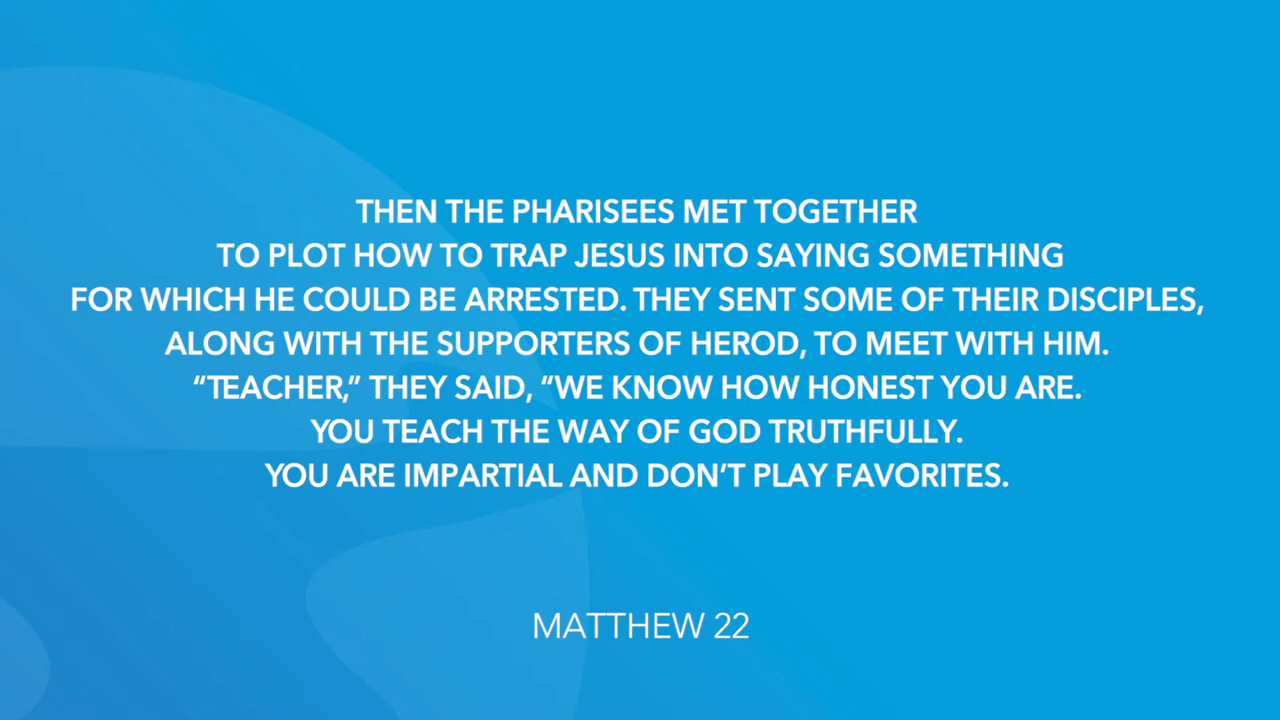 THEN THE PHARISEES MET TOGETHER
TO PLOT HOW TO TRAP JESUS INTO SAYING SOMETHING
FOR WHICH HE COULD BE ARRESTED. THEY SENT SOME OF THEIR DISCIPLES,
ALONG WITH THE SUPPORTERS OF HEROD, TO MEET WITH HIM.
“TEACHER,” THEY SAID, “WE KNOW HOW HONEST YOU ARE.
YOU TEACH THE WAY OF GOD TRUTHFULLY.
YOU ARE IMPARTIAL AND DON’T PLAY FAVORITES.
MATTHEW 22